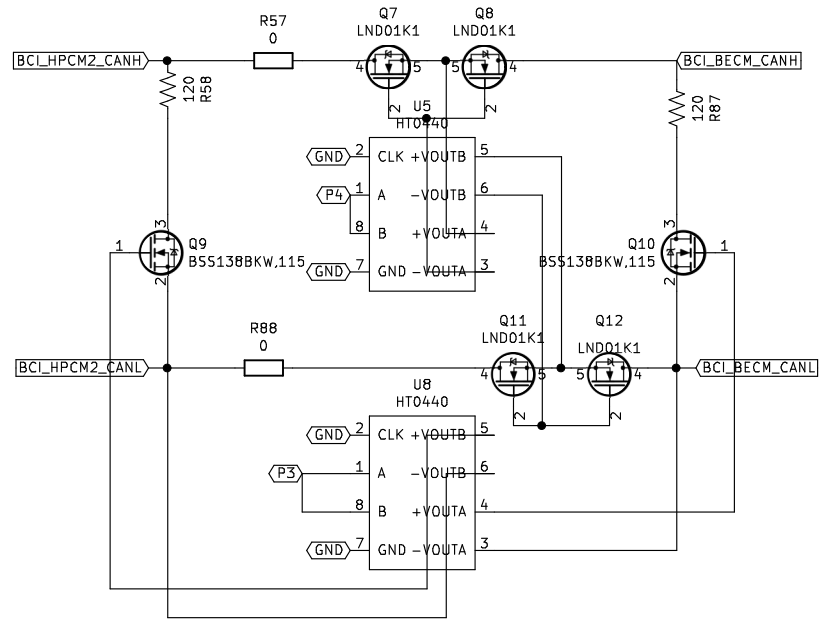 R57
0
Q7
LND01K1
Q8
LND01K1
BCI_HPCM2_CANH
4
5
5
4
BCI_BECM_CANH
120
R58
2
2
120
R87
U5
HT0440
GND
2
CLK
+VOUTB
5
P4
1
A
-VOUTB
6
8
B
+VOUTA
4
GND
7
GND
-VOUTA
3
3
1
2
Q9
BSS138BKW,115
3
Q10
BSS138BKW,115
1
2
R88
0
Q11
LND01K1
Q12
LND01K1
BCI_HPCM2_CANL
4
5
5
4
BCI_BECM_CANL
2
2
U8
HT0440
GND
2
CLK
+VOUTB
5
P3
1
A
-VOUTB
6
8
B
+VOUTA
4
GND
7
GND
-VOUTA
3